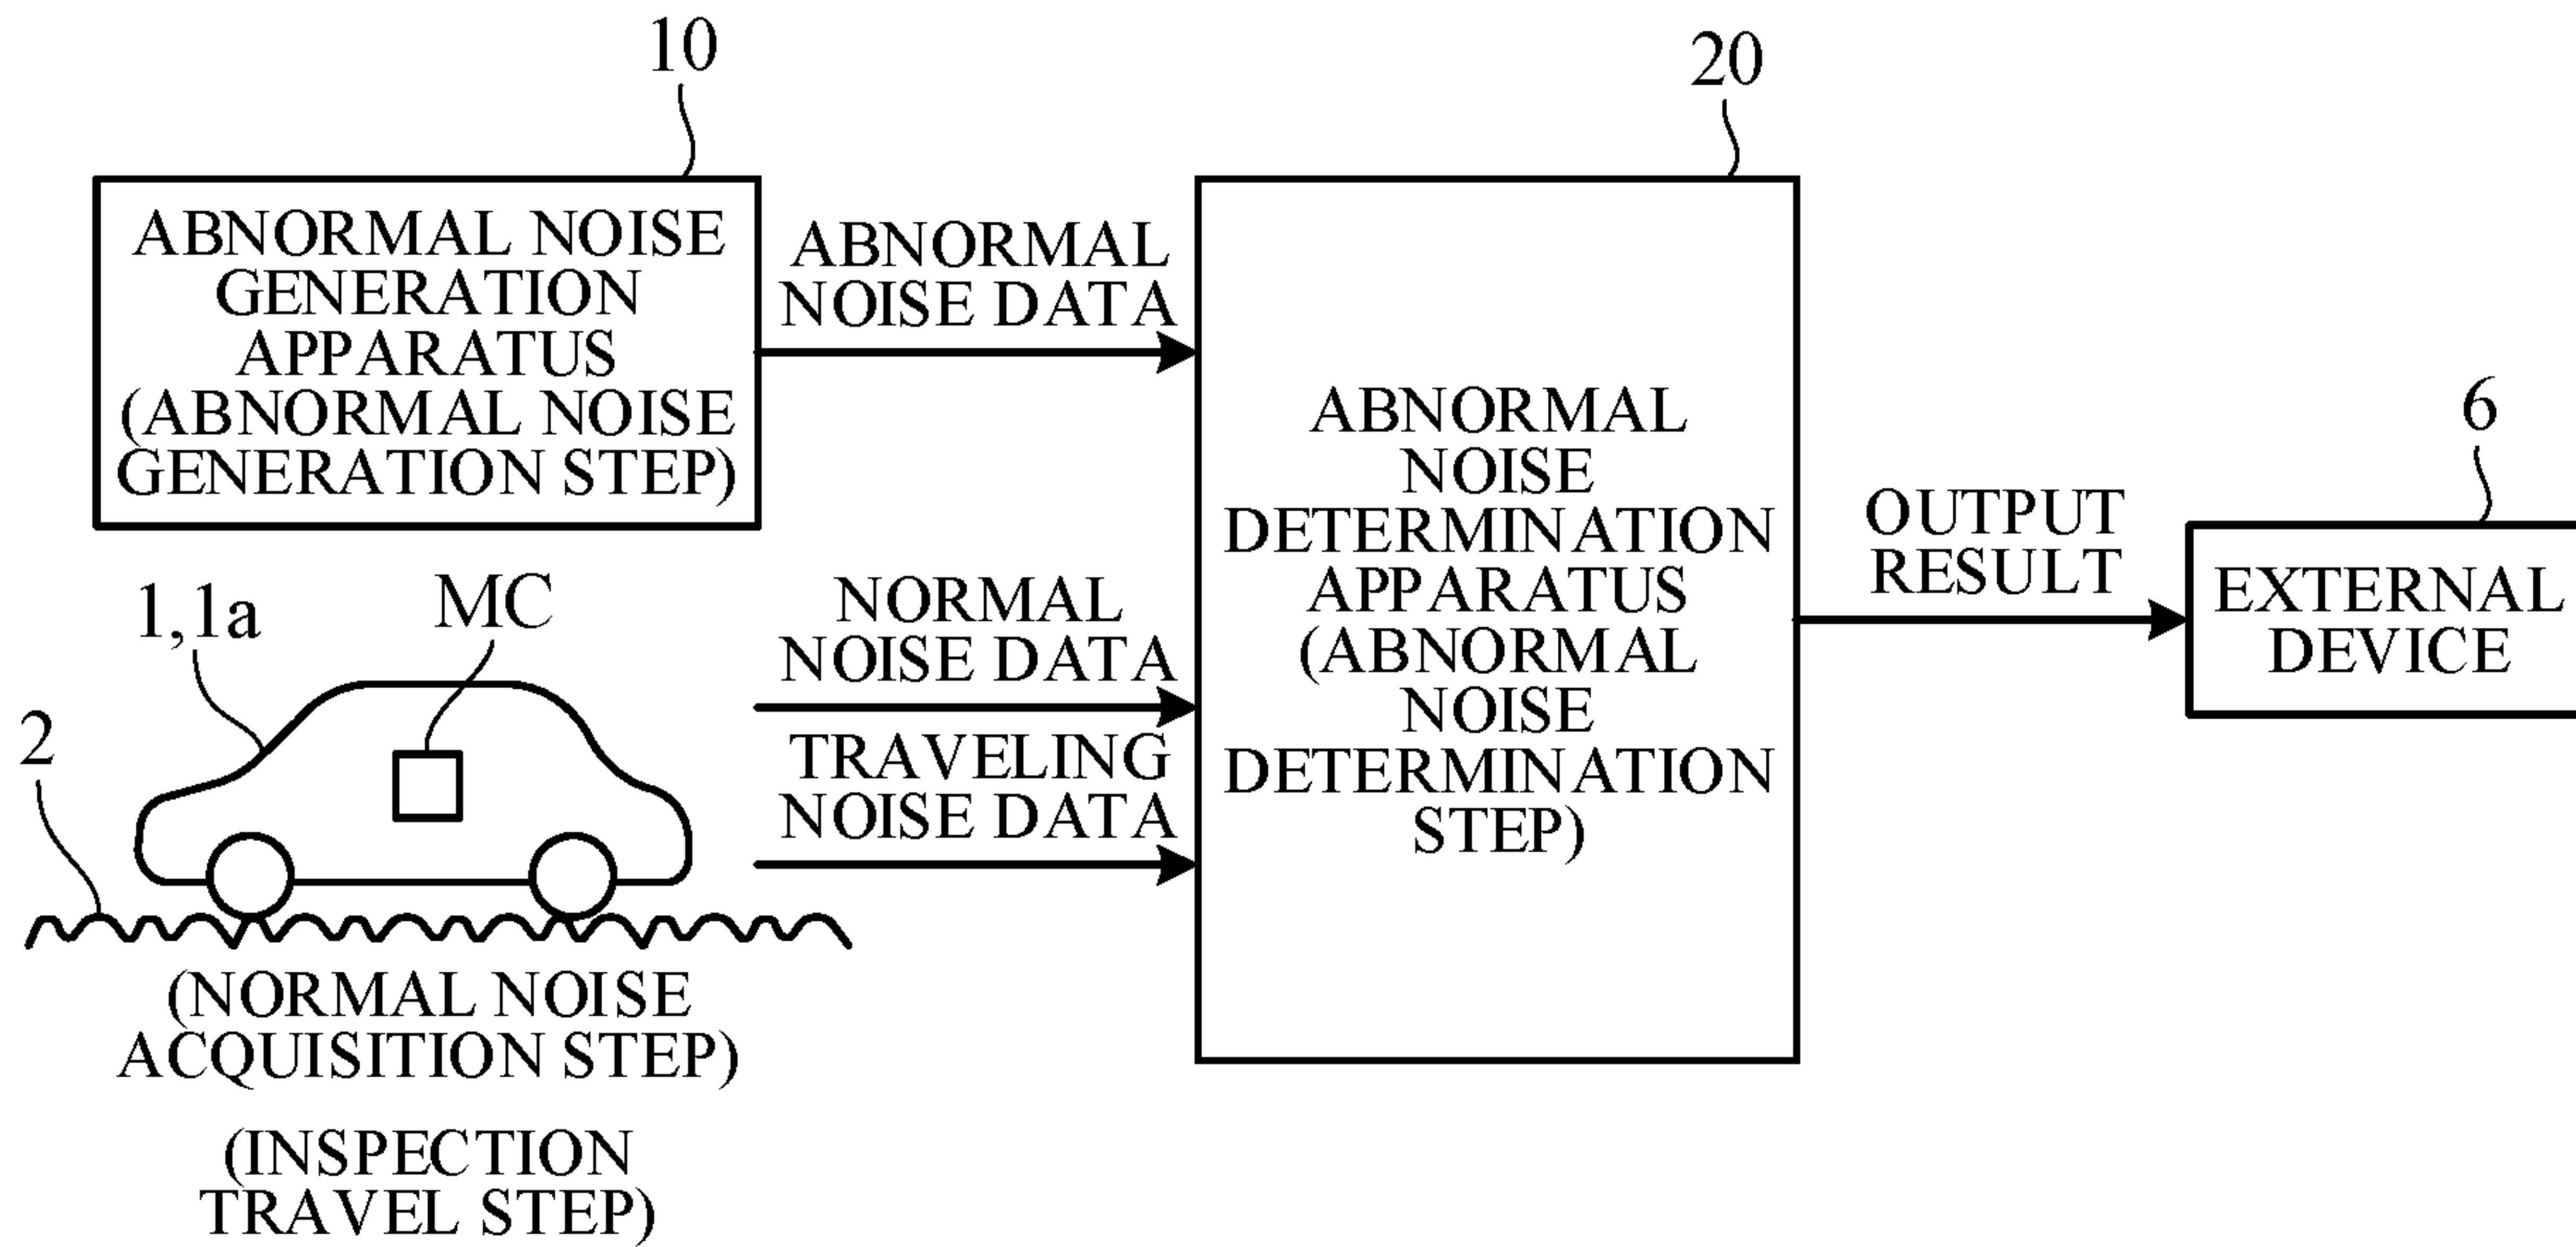 10
20
ABNORMAL NOISE
GENERATION
APPARATUS
(ABNORMAL NOISE
GENERATION STEP)
ABNORMAL
NOISE DATA
ABNORMAL
NOISE
DETERMINATION
APPARATUS
(ABNORMAL
NOISE
DETERMINATION
STEP)
6
OUTPUT
RESULT
EXTERNAL
DEVICE
1,1a
MC
2
NORMAL
NOISE DATA
TRAVELING
NOISE DATA
(NORMAL NOISE
ACQUISITION STEP)
(INSPECTION
TRAVEL STEP)